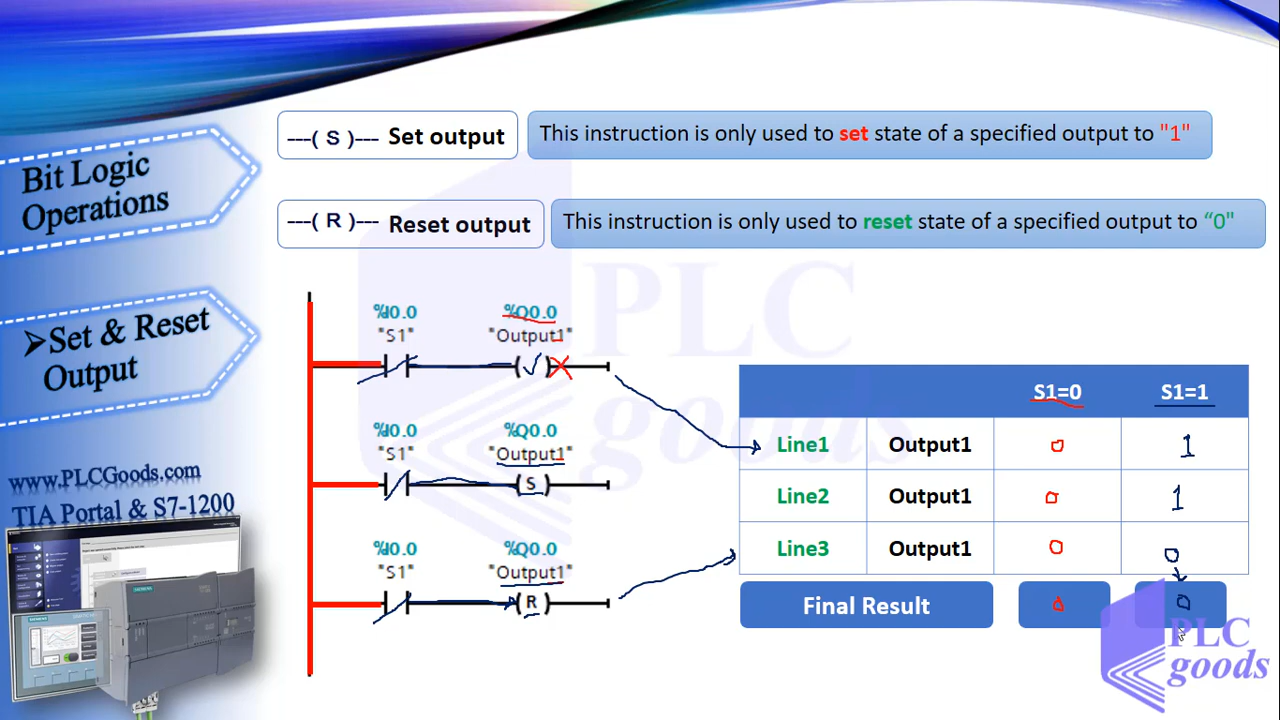 ---( S )--- Set output
This instruction is only used to set state of a specified output to "1"
---( R )--- Reset output
This instruction is only used to reset state of a specified output to “0"
Bit Logic
Operations
➤Set & Reset
Output
www.PLCGoods.com
TIA Portal & S7-1200
SIEMENS
SIEMENS
%I0.0 %Q0.0
"S1" "Output1"
%I0.0 %Q0.0
"S1" "Output1"
S
%I0.0 %Q0.0
"S1" "Output1"
R
PLC
goods
S1=0 S1=1
Line1 Output1 0 1
Line2 Output1 0 1
Line3 Output1 0 0
Final Result 0 0
PLC
goods